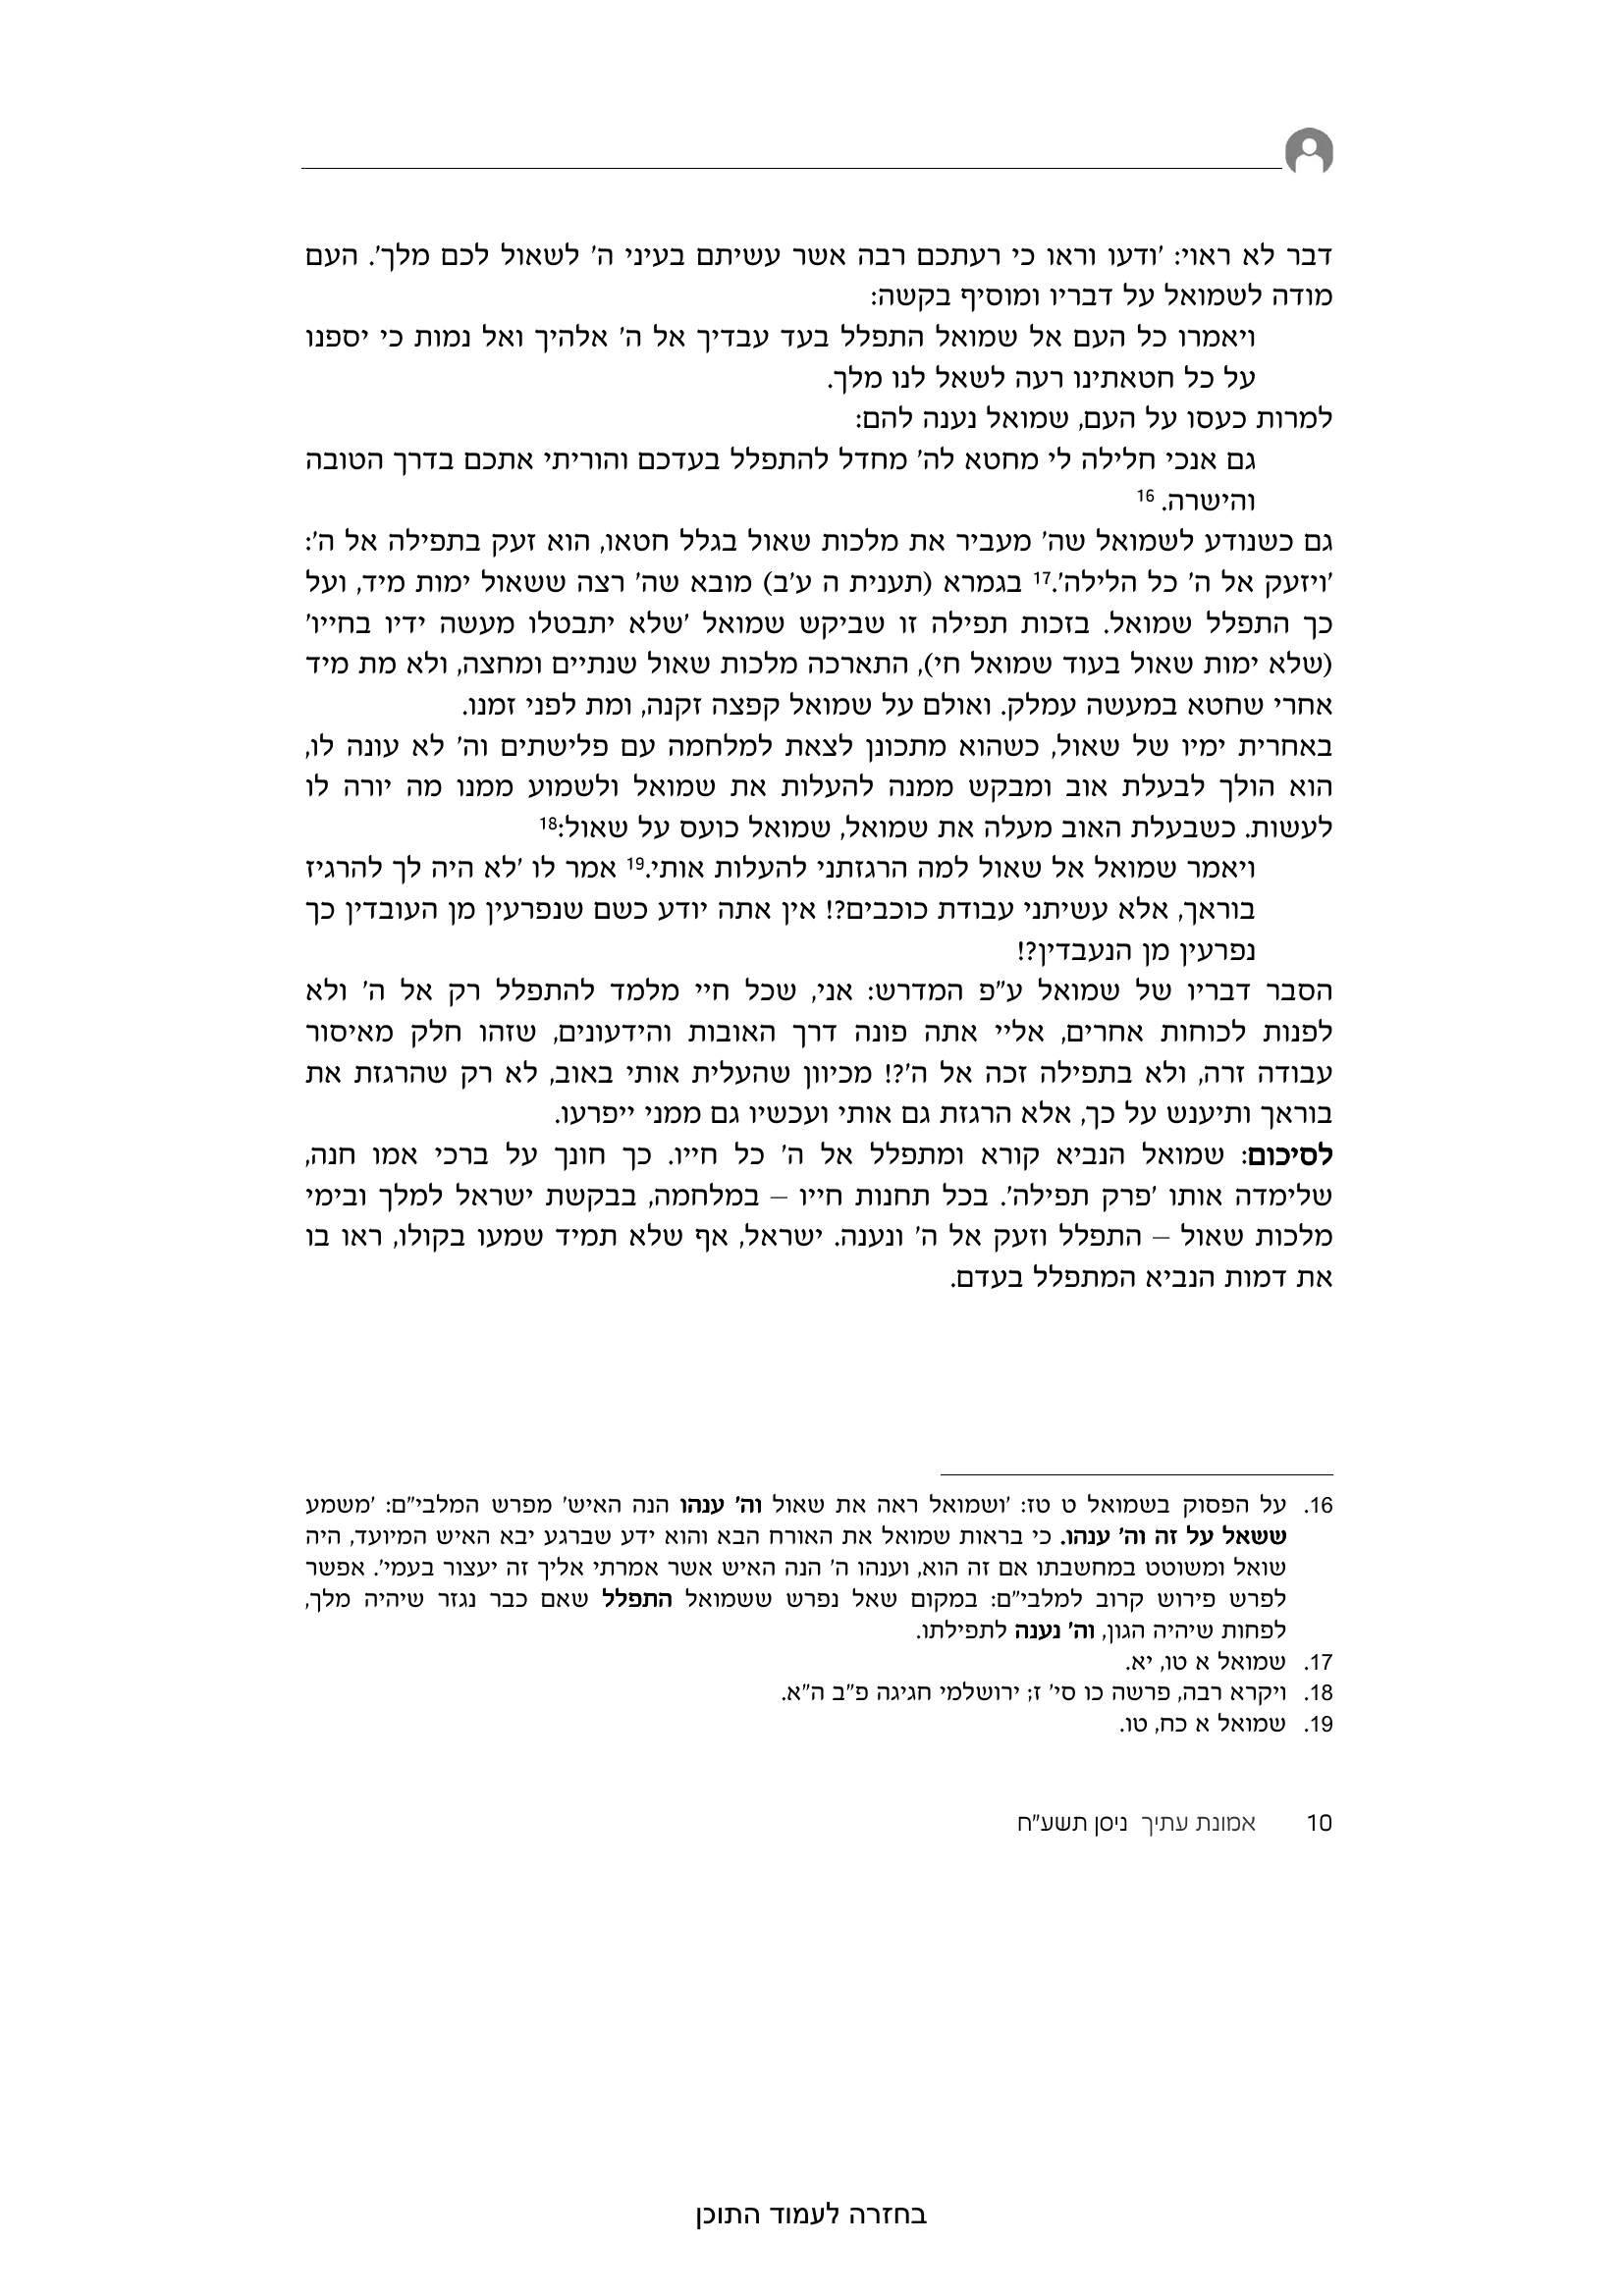 דבר לא ראוי: 'ודעו וראו כי רעתכם רבה אשר עשיתם בעיני ה' לשאול לכם מלך'. העם
מודה לשמואל על דבריו ומוסיף בקשה:
ויאמרו כל העם אל שמואל התפלל בעד עבדיך אל ה' אלהיך ואל נמות כי יספנו
על כל חטאתינו רעה לשאל לנו מלך.
למרות כעסו על העם, שמואל נענה להם:
גם אנכי חלילה לי מחטא לה' מחדל להתפלל בעדכם והוריתי אתכם בדרך הטובה
והישרה. 16
גם כשנודע לשמואל שה' מעביר את מלכות שאול בגלל חטאו, הוא זעק בתפילה אל ה':
'ויזעק אל ה' כל הלילה'.17 בגמרא (תענית ה ע'ב) מובא שה' רצה ששאול ימות מיד, ועל
כך התפלל שמואל. בזכות תפילה זו שביקש שמואל 'שלא יתבטלו מעשה ידיו בחייו'
(שלא ימות שאול בעוד שמואל חי), התארכה מלכות שאול שנתיים ומחצה, ולא מת מיד
אחרי שחטא במעשה עמלק. ואולם על שמואל קפצה זקנה, ומת לפני זמנו.
באחרית ימיו של שאול, כשהוא מתכונן לצאת למלחמה עם פלישתים וה' לא עונה לו,
הוא הולך לבעלת אוב ומבקש ממנה להעלות את שמואל ולשמוע ממנו מה יורה לו
לעשות. כשבעלת האוב מעלה את שמואל, שמואל כועס על שאול:18
ויאמר שמואל אל שאול למה הרגזתני להעלות אותי.19 אמר לו 'לא היה לך להרגיז
בוראך, אלא עשיתני עבודת כוכבים?! אין אתה יודע כשם שנפרעין מן העובדין כך
נפרעין מן הנעבדין?!
הסבר דבריו של שמואל ע"פ המדרש: אני, שכל חיי מלמד להתפלל רק אל ה' ולא
לפנות לכוחות אחרים, אליי אתה פונה דרך האובות והידעונים, שזהו חלק מאיסור
עבודה זרה, ולא בתפילה זכה אל ה'?! מכיוון שהעלית אותי באוב, לא רק שהרגזת את
בוראך ותיענש על כך, אלא הרגזת גם אותי ועכשיו גם ממני ייפרעו.
לסיכום: שמואל הנביא קורא ומתפלל אל ה' כל חייו. כך חונך על ברכי אמו חנה,
שלימדה אותו 'פרק תפילה'. בכל תחנות חייו – במלחמה, בבקשת ישראל למלך ובימי
מלכות שאול – התפלל וזעק אל ה' ונענה. ישראל, אף שלא תמיד שמעו בקולו, ראו בו
את דמות הנביא המתפלל בעדם.
16. על הפסוק בשמואל ט טז: 'ושמואל ראה את שאול וה' ענהו הנה האיש' מפרש המלבי"ם: 'משמע
ששאל על זה וה' ענהו. כי בראות שמואל את האורח הבא והוא ידע שברגע יבא האיש המיועד, היה
שואל ומשוטט במחשבתו אם זה הוא, וענהו ה' הנה האיש אשר אמרתי אליך זה יעצור בעמי'. אפשר
לפרש פירוש קרוב למלבי"ם: במקום שאל נפרש ששמואל התפלל שאם כבר נגזר שיהיה מלך,
לפחות שיהיה הגון, וה' נענה לתפילתו.
17. שמואל א טו, יא.
18. ויקרא רבה, פרשה כו סי' ז; ירושלמי חגיגה פ"ב ה"א.
19. שמואל א כח, טו.
10 אמונת עתיך ניסן תשע"ח
בחזרה לעמוד התוכן